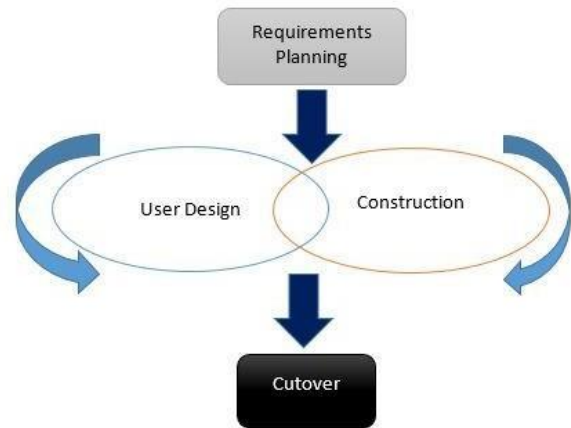 Requirements
Planning
User Design
Construction
Cutover